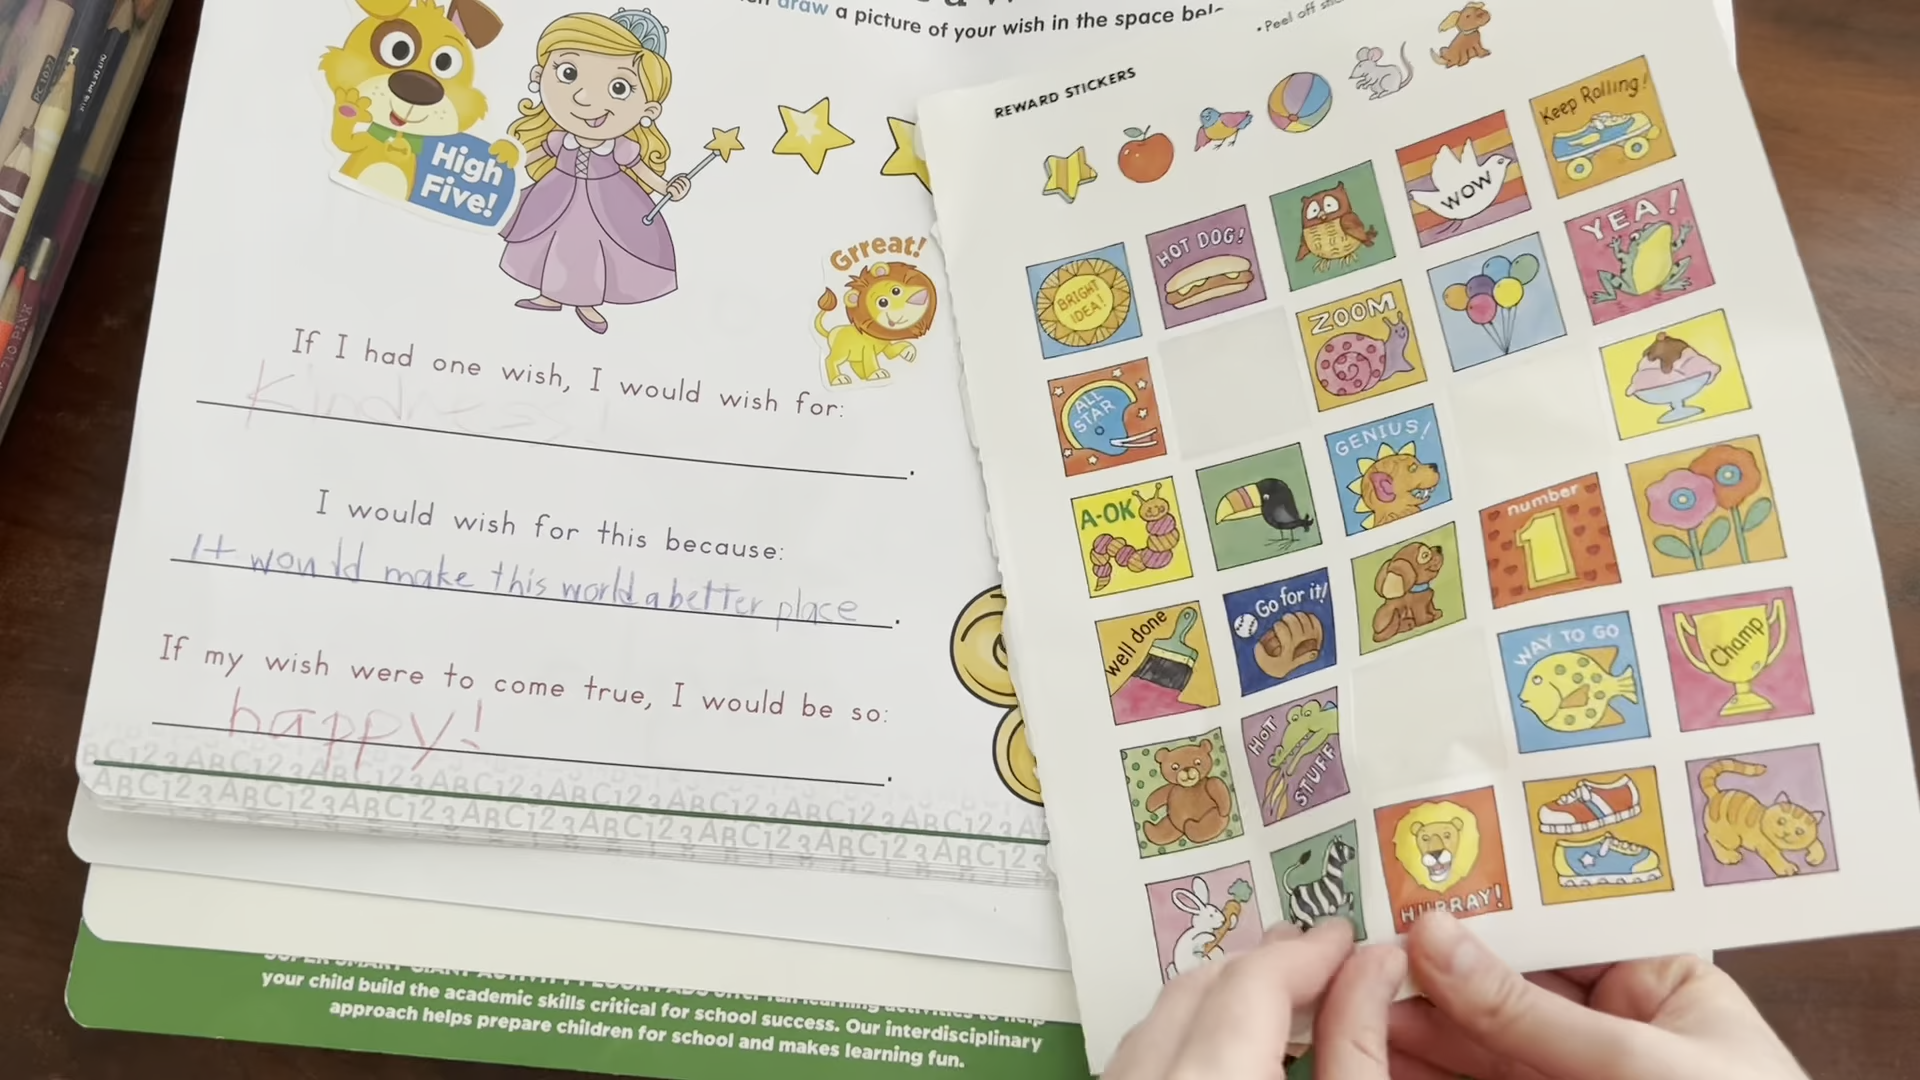 draw a picture of your wish in the space
• Peel off
High
Five!
Grreat!
If I had one wish, I would wish for:
Kindness!
I would wish for this because:
It would make this world a better place
If my wish were to come true, I would be so:
happy!
ABC123ABC123ABC123ABC123ABC123ABC123ABC123
your child build the academic skills critical for school success. Our interdisciplinary
approach helps prepare children for school and makes learning fun.
REWARD STICKERS
BRIGHT
IDEA!
HOT DOG!
WOW
Keep Rolling!
ALL
STAR
ZOOM
YEA!
A-OK
GENIUS!
well done
Go for it!
number
1
HOT
STUFF
WAY TO GO
Champ
HURRAY!